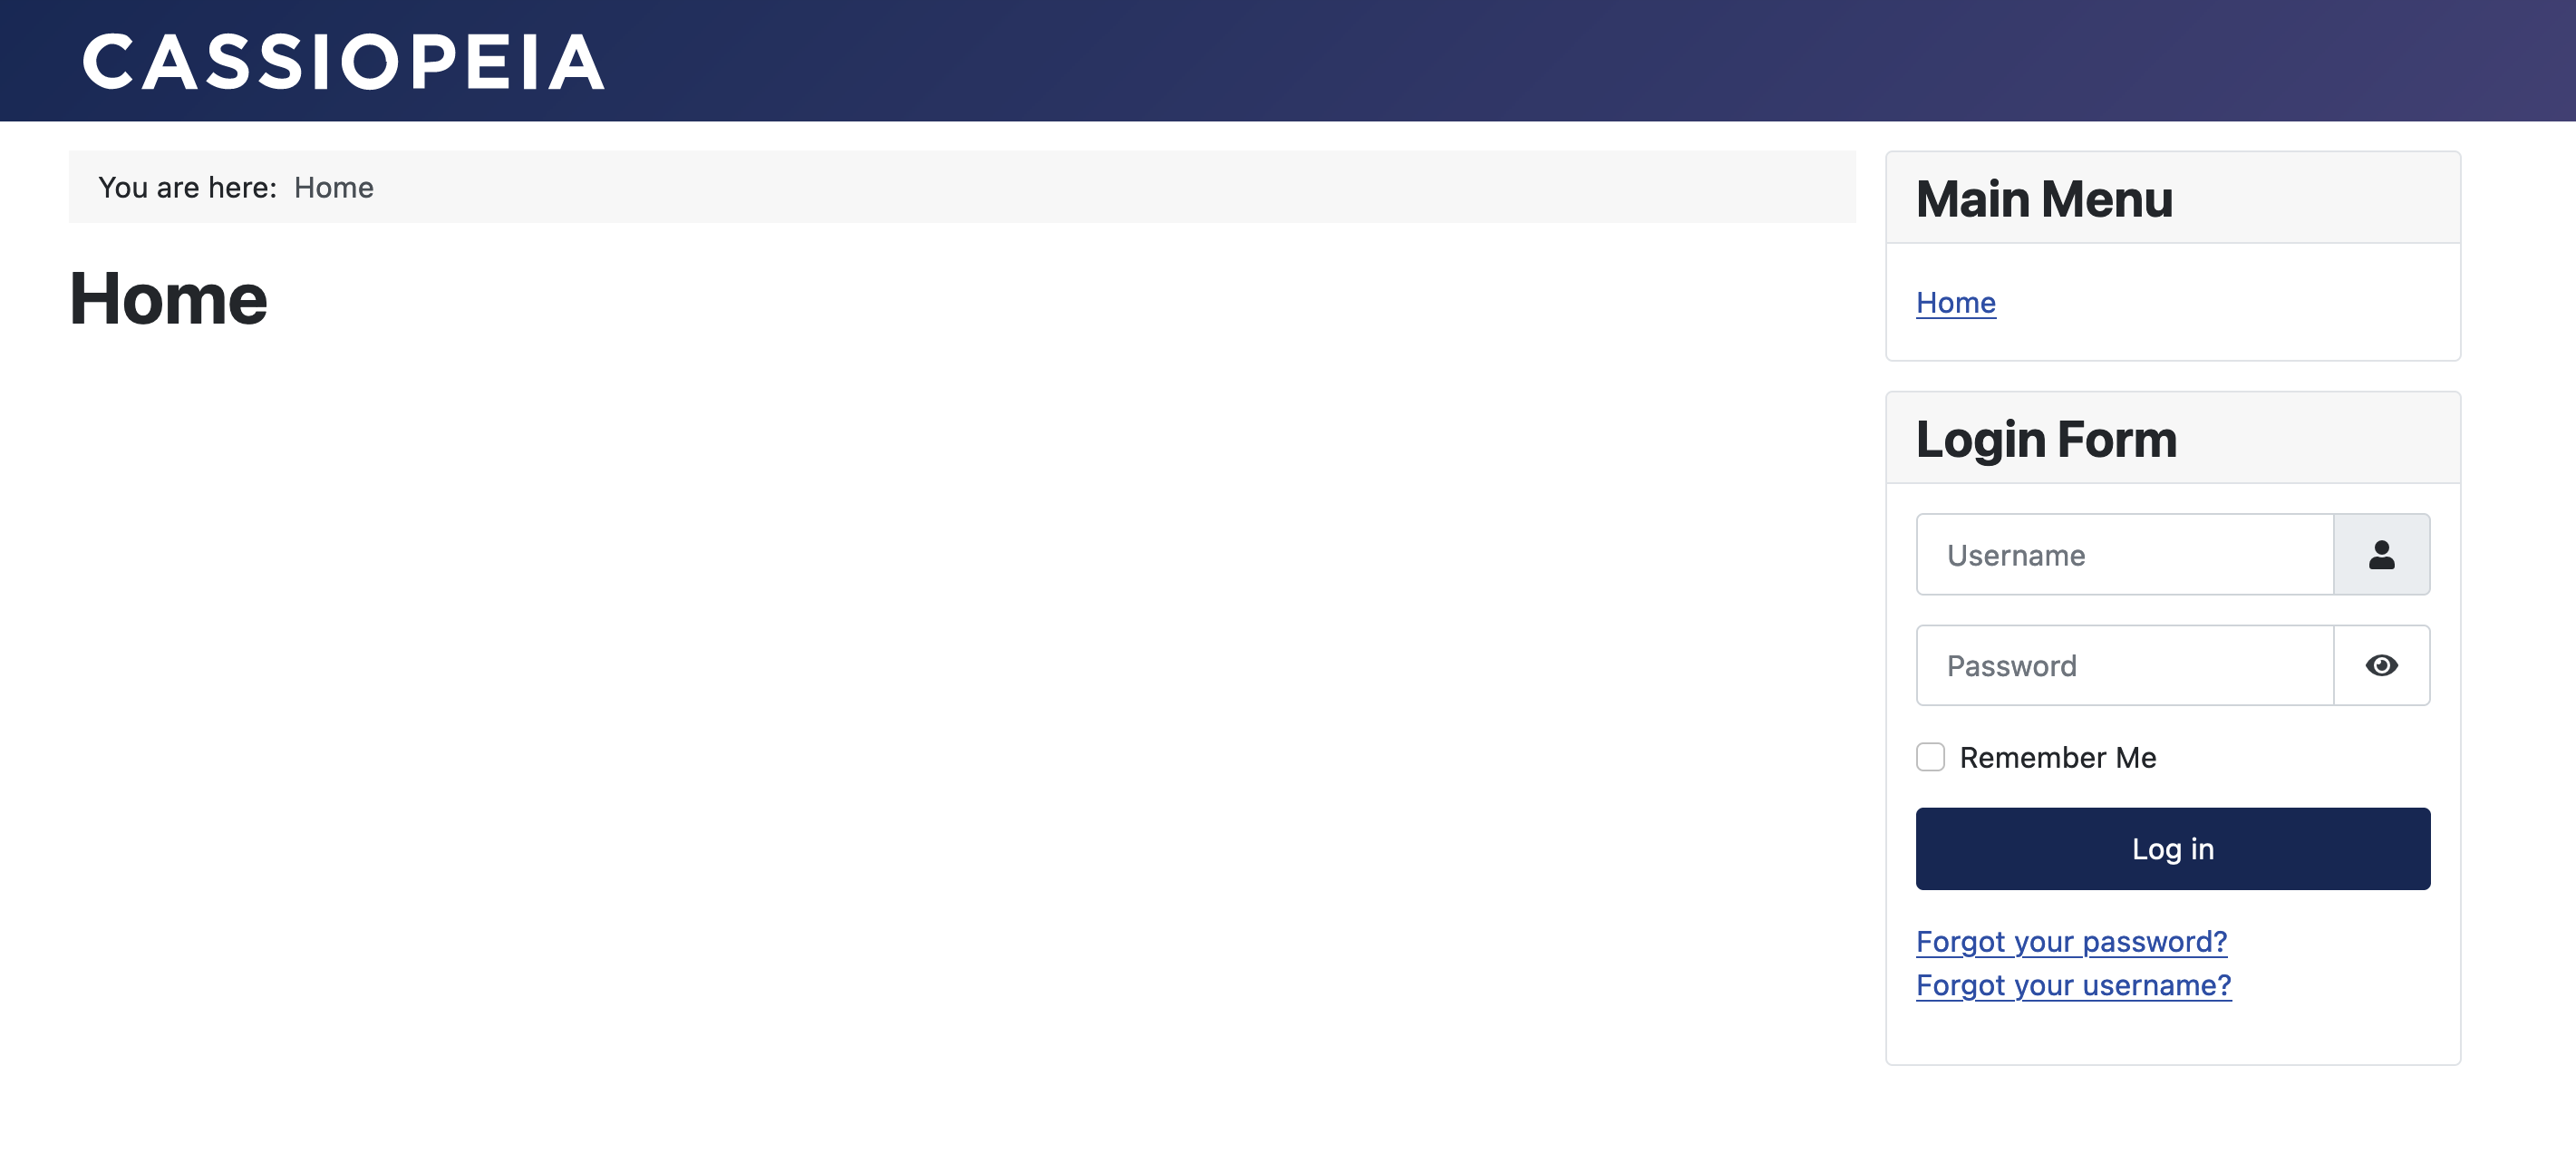 CASSIOPEIA
You are here: Home
Home
Main Menu
Home
Login Form
Username
Password
Remember Me
Log in
Forgot your password?
Forgot your username?